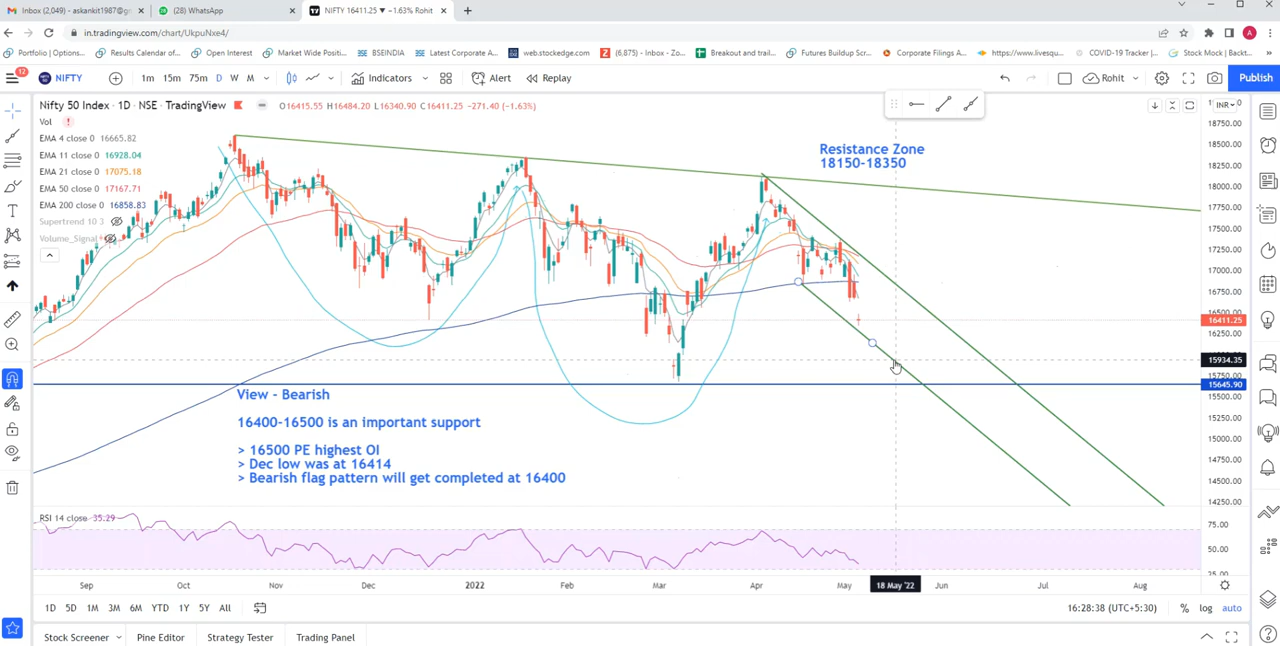 Inbox (2,049) - askankit1987@gm
(28) WhatsApp
NIFTY 16411.25 ▼ −1.63% Rohit
in.tradingview.com/chart/UkpuNxe4/
Portfolio | Options...
Results Calendar of...
Open Interest
Market Wide Positi...
BSEINDIA
Latest Corporate A...
web.stockedge.com
(6,875) - Inbox - Zo...
Breakout and trail...
Futures Buildup Scr...
Corporate Filings A...
https://www.livesqu...
COVID-19 Tracker |...
Stock Mock | Backt...
12
NIFTY
1m 15m 75m D W M
Indicators
Alert
Replay
Rohit
Publish
Nifty 50 Index · 1D · NSE · TradingView
O16415.55 H16484.20 L16340.90 C16411.25 −271.40 (−1.63%)
INR
Vol
EMA 4 close 0 16665.82
EMA 11 close 0 16928.04
EMA 21 close 0 17075.18
EMA 50 close 0 17167.71
EMA 200 close 0 16858.83
Supertrend 10 3
Volume_Signal
Resistance Zone
18150-18350
18750.00
18500.00
18250.00
18000.00
17750.00
17500.00
17250.00
17000.00
16750.00
16500.00
16411.25
16250.00
15934.35
15750.00
15645.90
15500.00
15250.00
15000.00
14750.00
14500.00
14250.00
View - Bearish
16400-16500 is an important support
> 16500 PE highest OI
> Dec low was at 16414
> Bearish flag pattern will get completed at 16400
RSI 14 close 35.29
75.00
50.00
25.00
Sep Oct Nov Dec 2022 Feb Mar Apr May 18 May '22 Jun Jul Aug
1D 5D 1M 3M 6M YTD 1Y 5Y All
16:28:38 (UTC+5:30)
% log auto
Stock Screener
Pine Editor
Strategy Tester
Trading Panel